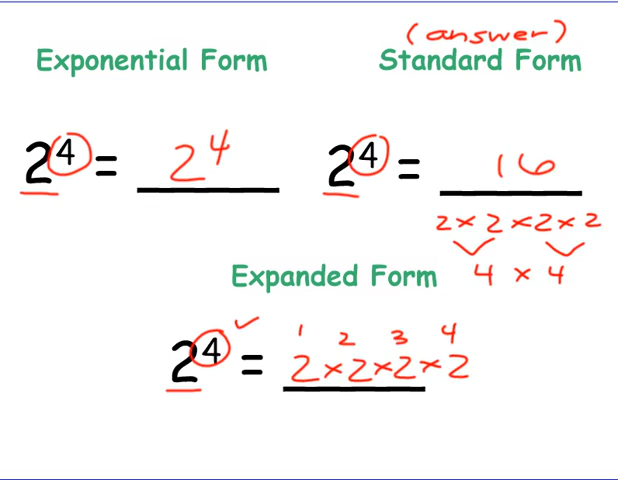 (answer)
Exponential Form Standard Form
2⁴ = 2⁴ 2⁴ = 16
2 × 2 × 2 × 2
4 × 4
Expanded Form
1 2 3 4
2⁴ = 2 × 2 × 2 × 2